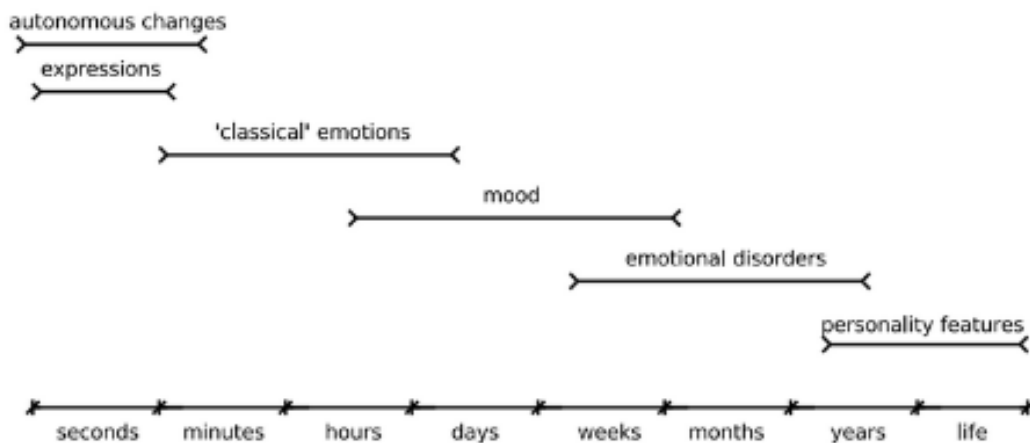 autonomous changes
expressions
'classical' emotions
mood
emotional disorders
personality features
seconds minutes hours days weeks months years life